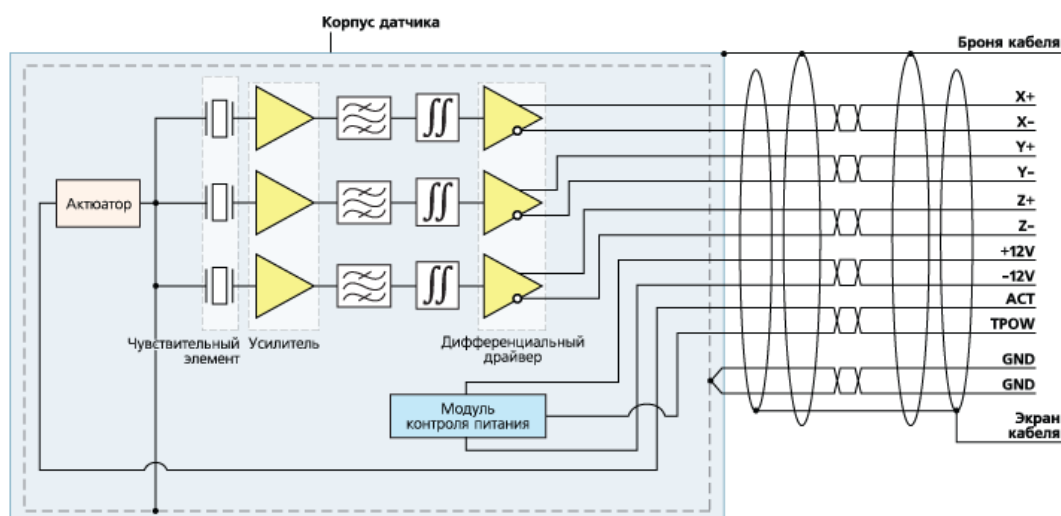 Корпус датчика
Броня кабеля
X+
X–
Y+
Y–
Z+
Z–
+12V
–12V
ACT
TPOW
GND
GND
Экран
кабеля
Актюатор
Чувствительный
элемент
Усилитель
Дифференциальный
драйвер
Модуль
контроля питания